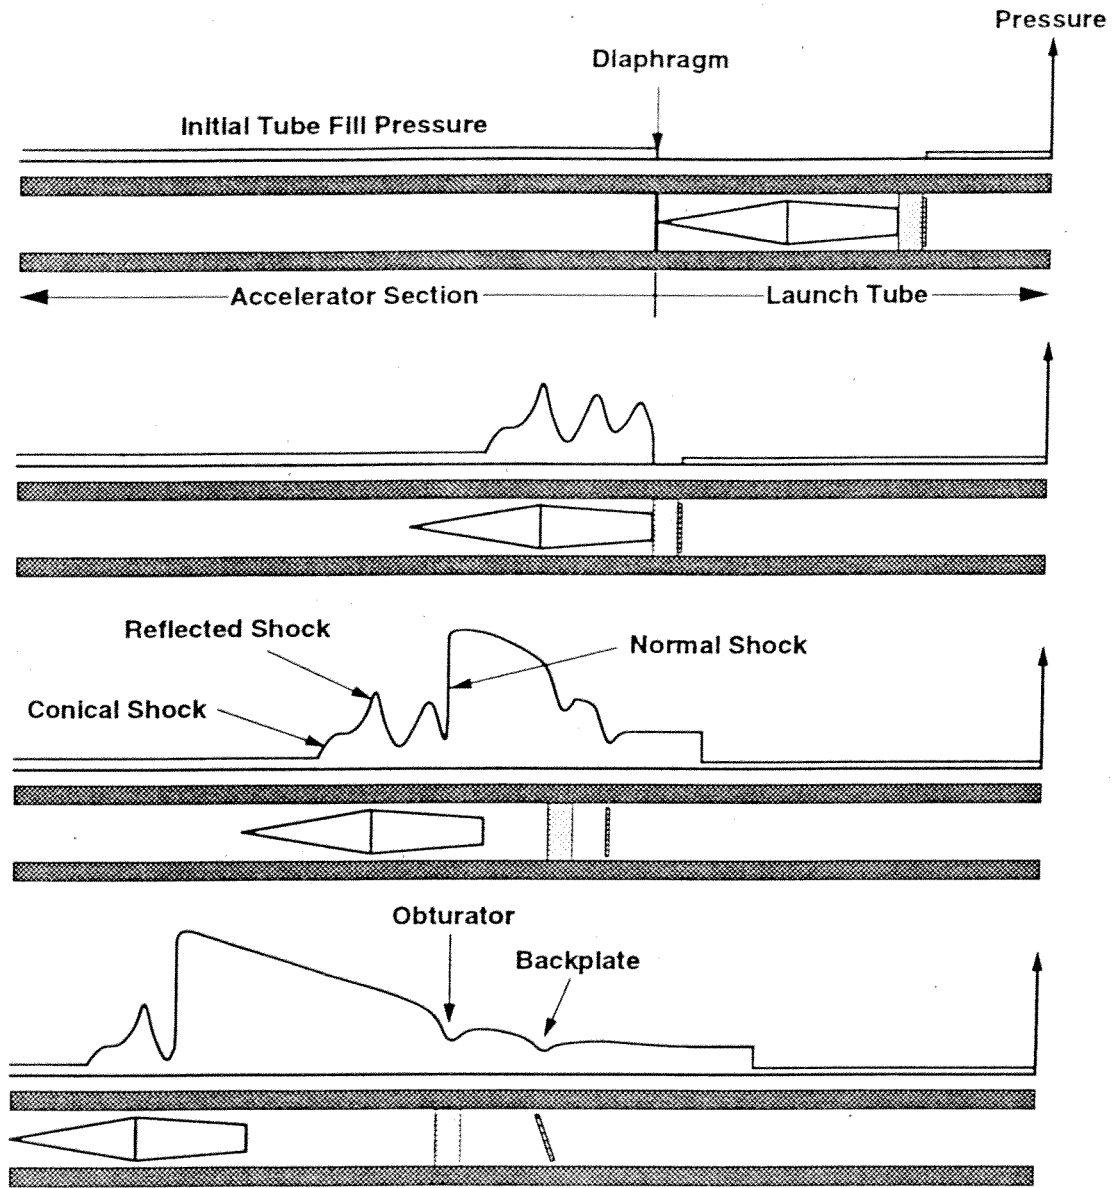 Pressure
Diaphragm
Initial Tube Fill Pressure
Accelerator Section
Launch Tube
Reflected Shock
Normal Shock
Conical Shock
Obturator
Backplate